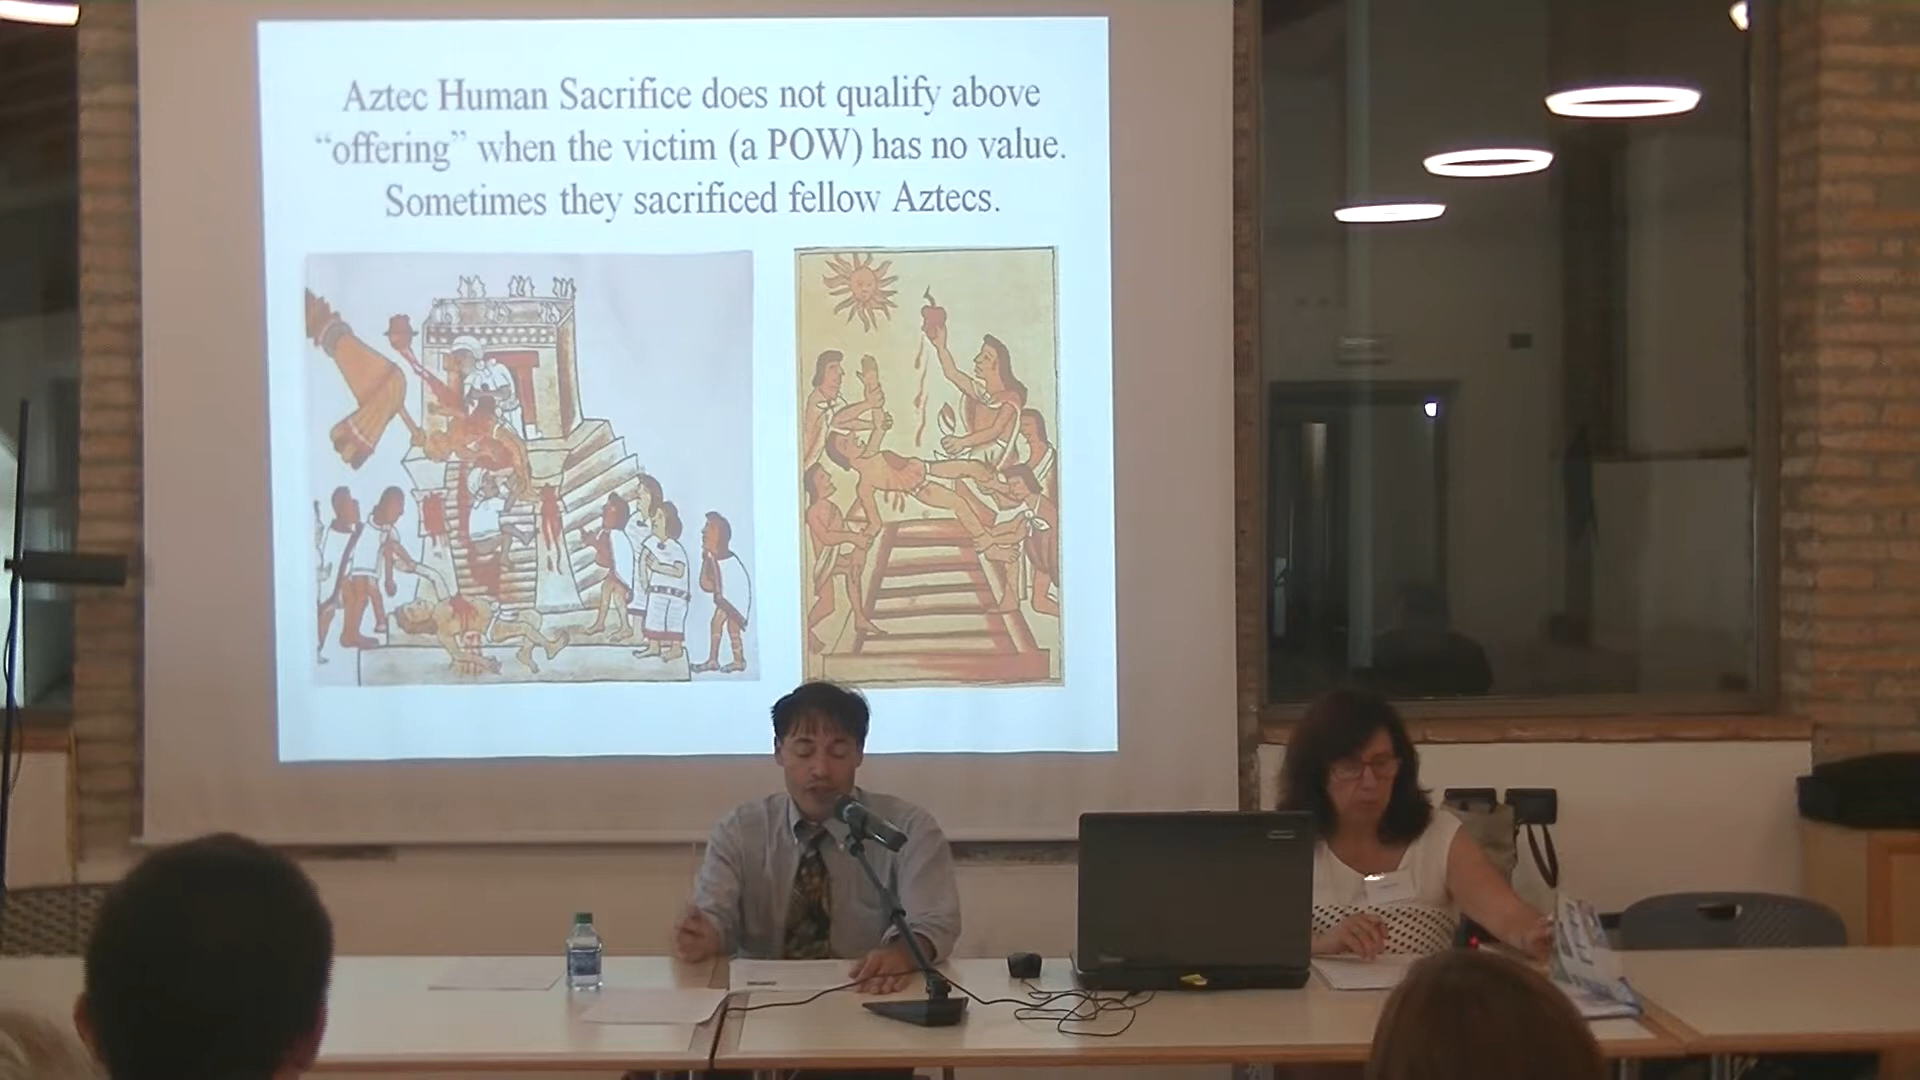 Aztec Human Sacrifice does not qualify above
“offering” when the victim (a POW) has no value.
Sometimes they sacrificed fellow Aztecs.